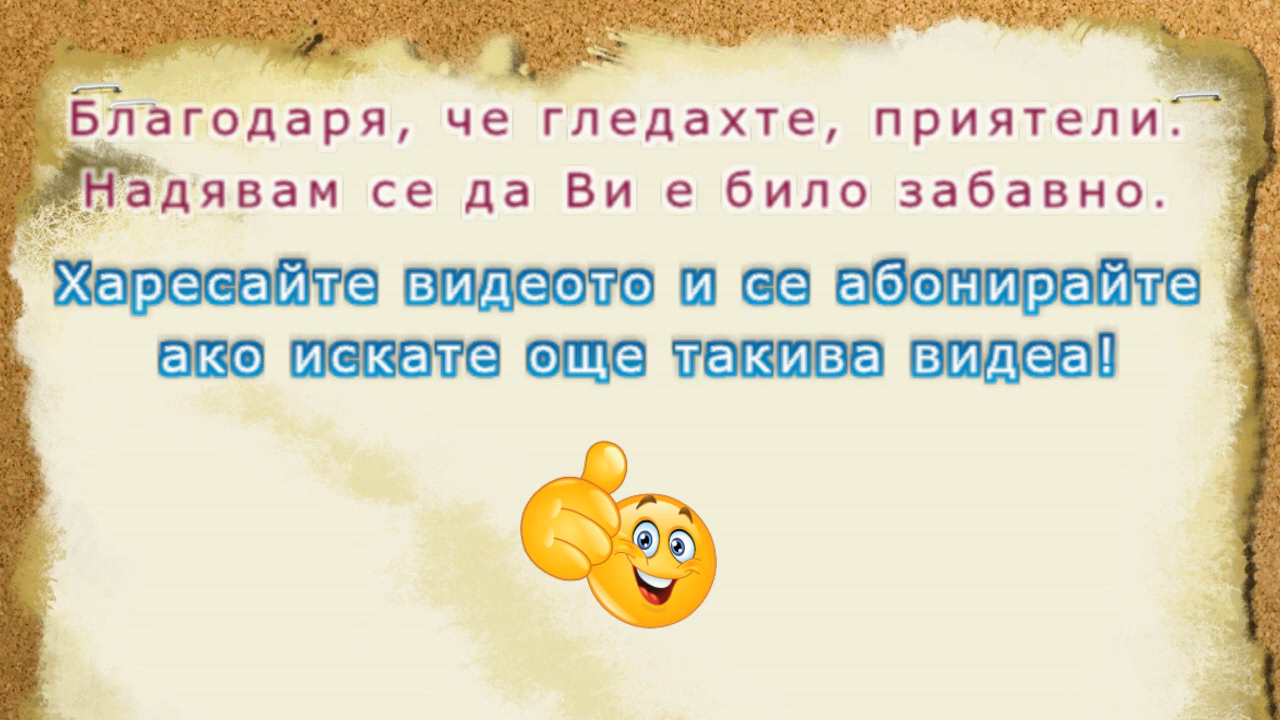 Благодаря, че гледахте, приятели.
Надявам се да Ви е било забавно.
Харесайте видеото и се абонирайте
ако искате още такива видеа!